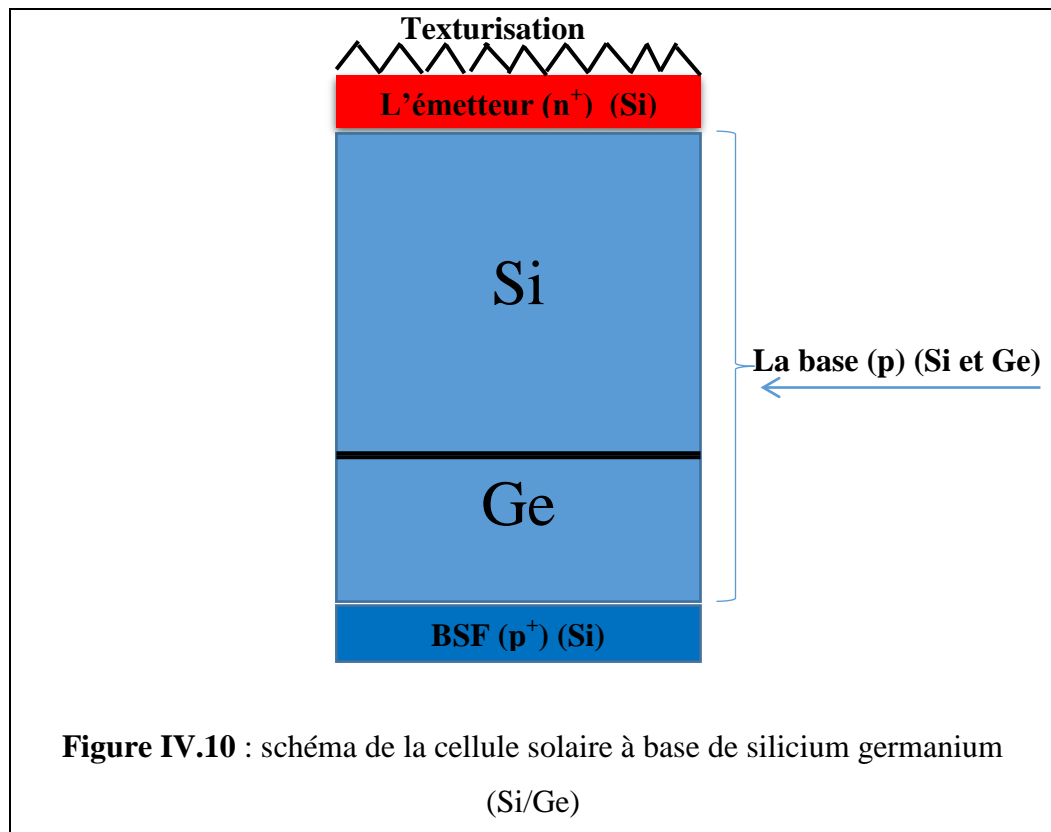 Texturisation
L’émetteur (n⁺) (Si)
Si
La base (p) (Si et Ge)
Ge
BSF (p⁺) (Si)
Figure IV.10 : schéma de la cellule solaire à base de silicium germanium
(Si/Ge)